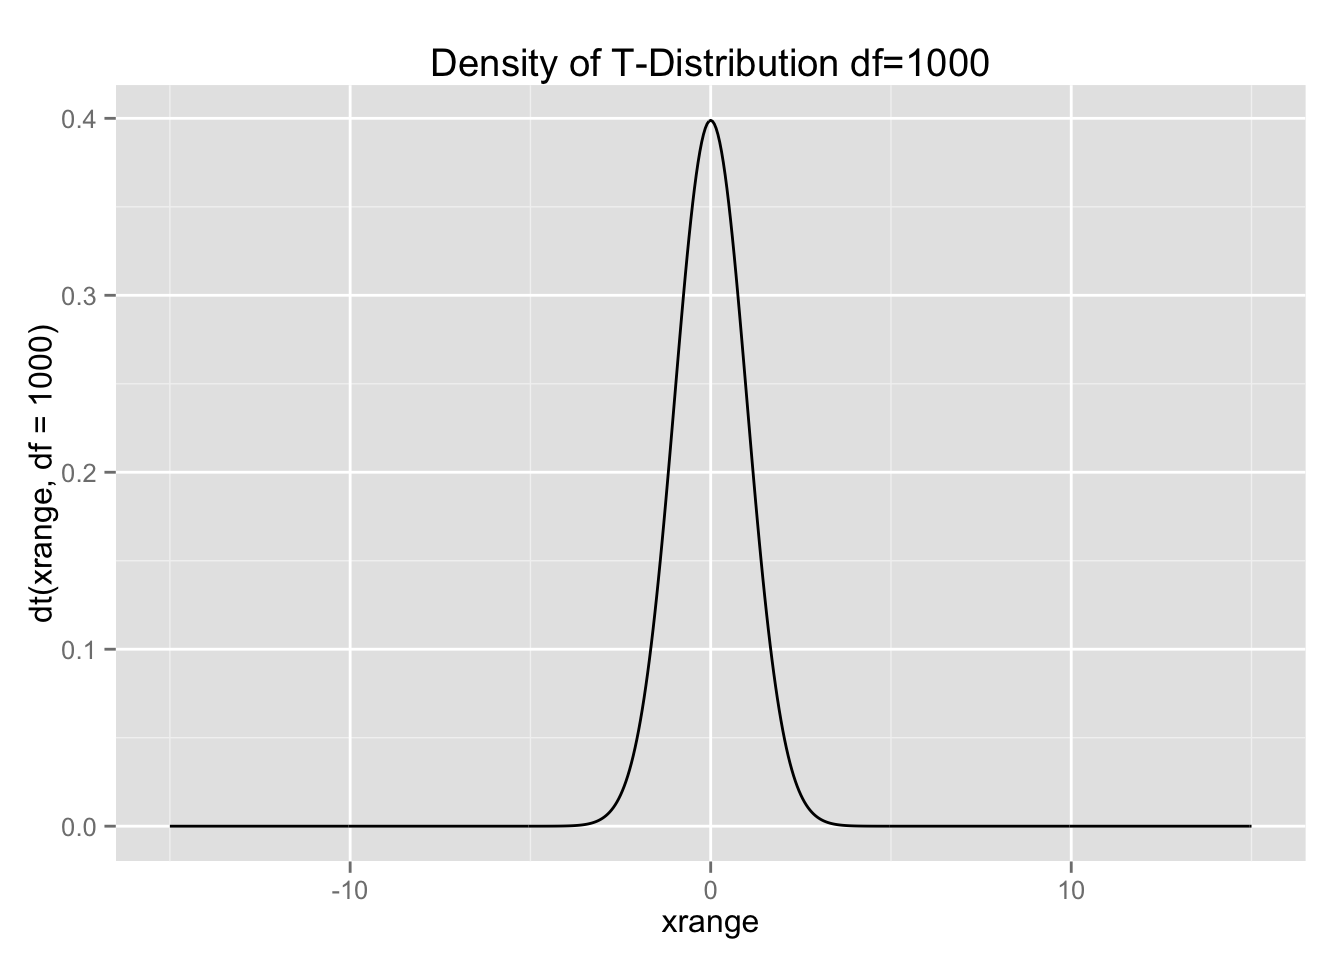 Density of T-Distribution df=1000
dt(xrange, df = 1000)
0.4
0.3
0.2
0.1
0.0
-10
0
10
xrange